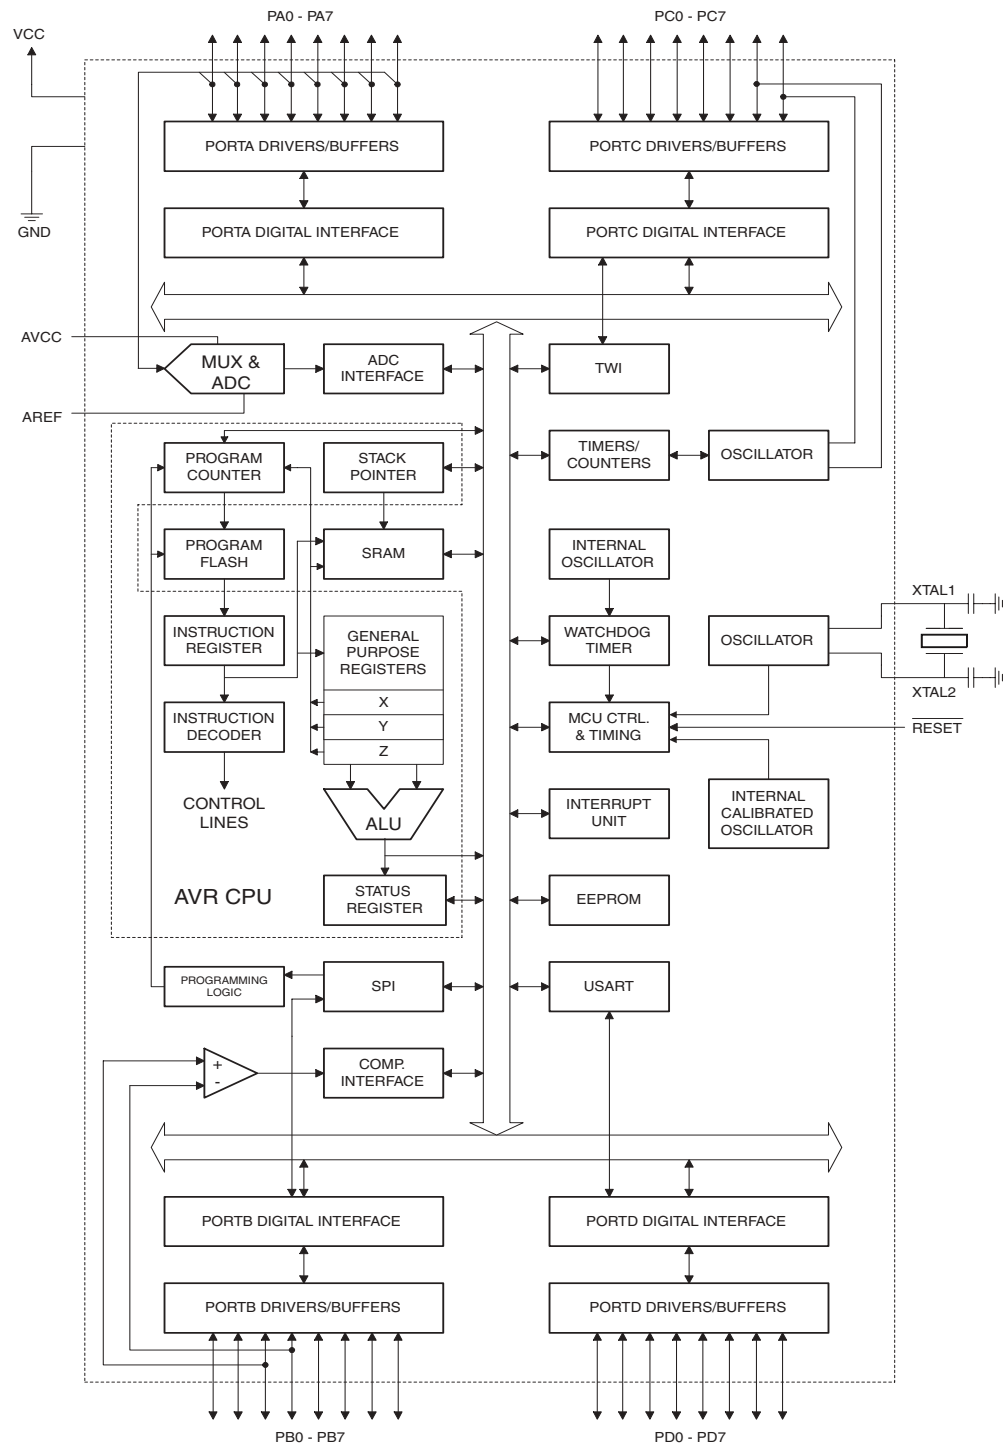 PA0 - PA7
PC0 - PC7
VCC
PORTA DRIVERS/BUFFERS
PORTC DRIVERS/BUFFERS
GND
PORTA DIGITAL INTERFACE
PORTC DIGITAL INTERFACE
AVCC
MUX &
ADC
ADC
INTERFACE
TWI
AREF
PROGRAM
COUNTER
STACK
POINTER
TIMERS/
COUNTERS
OSCILLATOR
PROGRAM
FLASH
SRAM
INTERNAL
OSCILLATOR
XTAL1
INSTRUCTION
REGISTER
GENERAL
PURPOSE
REGISTERS
WATCHDOG
TIMER
OSCILLATOR
XTAL2
X
Y
Z
INSTRUCTION
DECODER
MCU CTRL.
& TIMING
RESET
CONTROL
LINES
ALU
INTERRUPT
UNIT
INTERNAL
CALIBRATED
OSCILLATOR
AVR CPU
STATUS
REGISTER
EEPROM
PROGRAMMING
LOGIC
SPI
USART
+
-
COMP.
INTERFACE
PORTB DIGITAL INTERFACE
PORTD DIGITAL INTERFACE
PORTB DRIVERS/BUFFERS
PORTD DRIVERS/BUFFERS
PB0 - PB7
PD0 - PD7